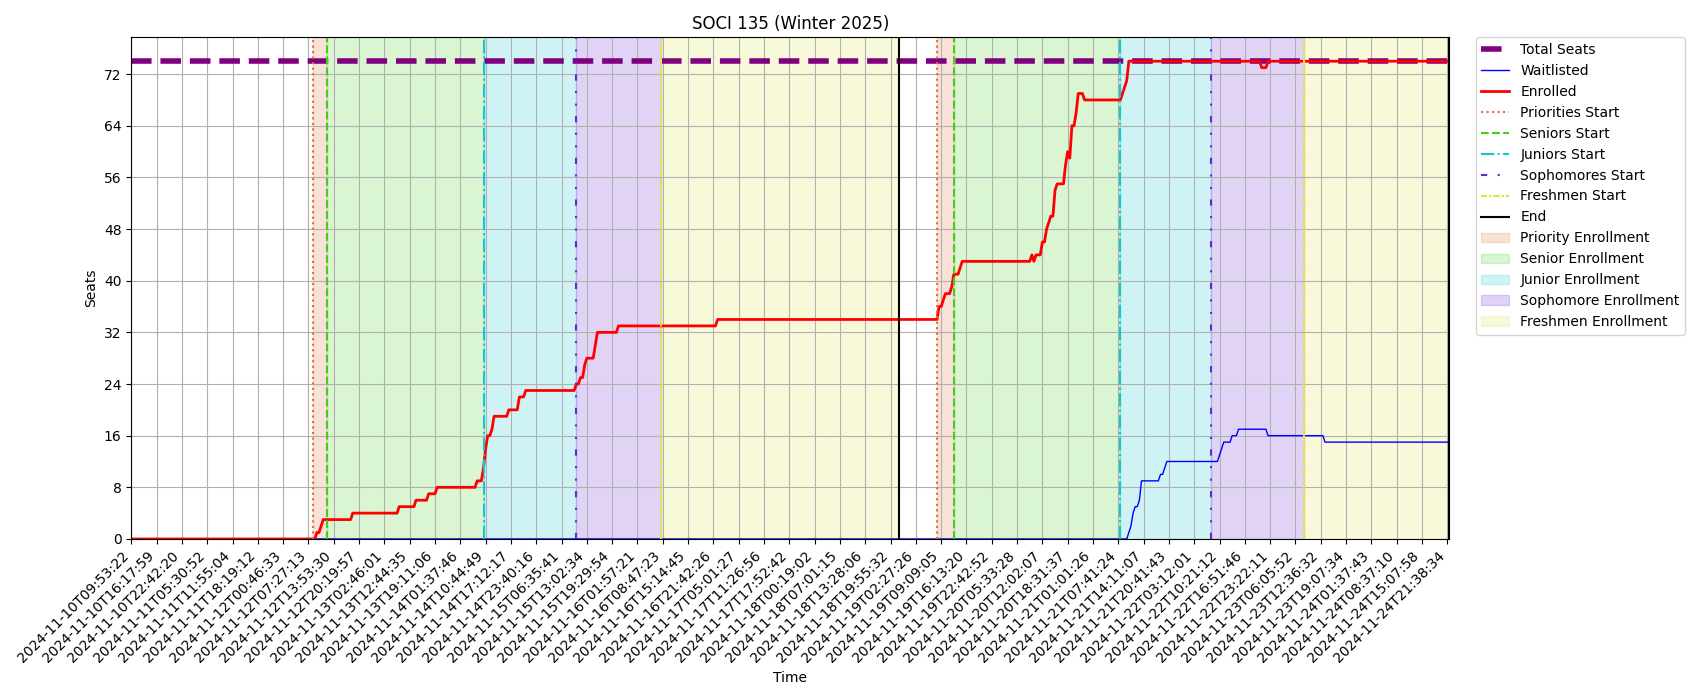 SOCI 135 (Winter 2025)
Seats
72
64
56
48
40
32
24
16
8
0
2024-11-10T09:53:22
2024-11-10T16:17:59
2024-11-10T22:42:20
2024-11-11T05:30:52
2024-11-11T11:55:04
2024-11-11T18:19:12
2024-11-12T00:46:33
2024-11-12T07:27:13
2024-11-12T13:53:30
2024-11-12T20:19:57
2024-11-13T02:46:01
2024-11-13T12:44:35
2024-11-13T19:11:06
2024-11-14T01:37:46
2024-11-14T10:44:49
2024-11-14T17:12:17
2024-11-14T23:40:16
2024-11-15T06:35:41
2024-11-15T13:02:34
2024-11-15T19:29:54
2024-11-16T01:57:21
2024-11-16T08:47:23
2024-11-16T15:14:45
2024-11-16T21:42:26
2024-11-17T05:01:27
2024-11-17T11:26:56
2024-11-17T17:52:42
2024-11-18T00:19:02
2024-11-18T07:01:15
2024-11-18T13:28:06
2024-11-18T19:55:32
2024-11-19T02:27:26
2024-11-19T09:09:05
2024-11-19T16:13:20
2024-11-19T22:42:52
2024-11-20T05:33:28
2024-11-20T12:02:07
2024-11-20T18:31:37
2024-11-21T01:01:26
2024-11-21T07:41:24
2024-11-21T14:11:07
2024-11-21T20:41:43
2024-11-22T03:12:01
2024-11-22T10:21:12
2024-11-22T16:51:46
2024-11-22T23:22:11
2024-11-23T06:05:52
2024-11-23T12:36:32
2024-11-23T19:07:34
2024-11-24T01:37:43
2024-11-24T08:37:10
2024-11-24T15:07:58
2024-11-24T21:38:34
Time
Total Seats
Waitlisted
Enrolled
Priorities Start
Seniors Start
Juniors Start
Sophomores Start
Freshmen Start
End
Priority Enrollment
Senior Enrollment
Junior Enrollment
Sophomore Enrollment
Freshmen Enrollment